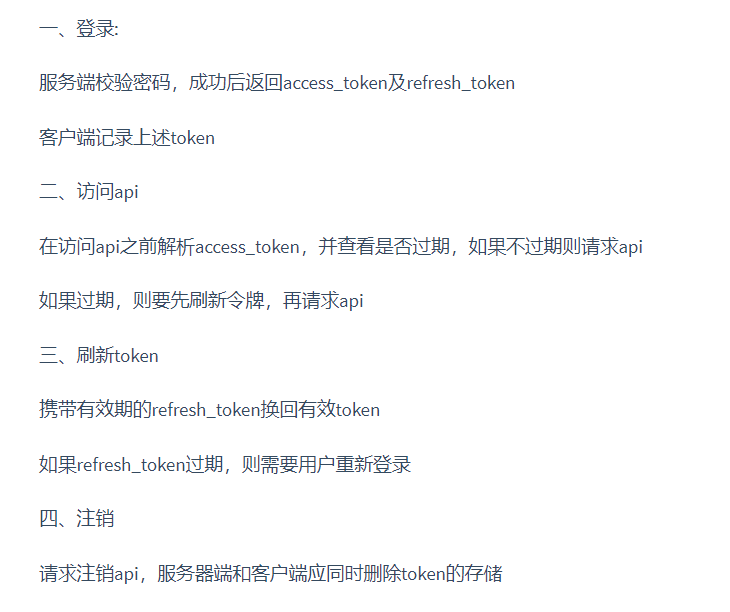 一、登录:
服务端校验密码，成功后返回access_token及refresh_token
客户端记录上述token
二、访问api
在访问api之前解析access_token，并查看是否过期，如果不过期则请求api
如果过期，则要先刷新令牌，再请求api
三、刷新token
携带有效期的refresh_token换回有效token
如果refresh_token过期，则需要用户重新登录
四、注销
请求注销api，服务器端和客户端应同时删除token的存储